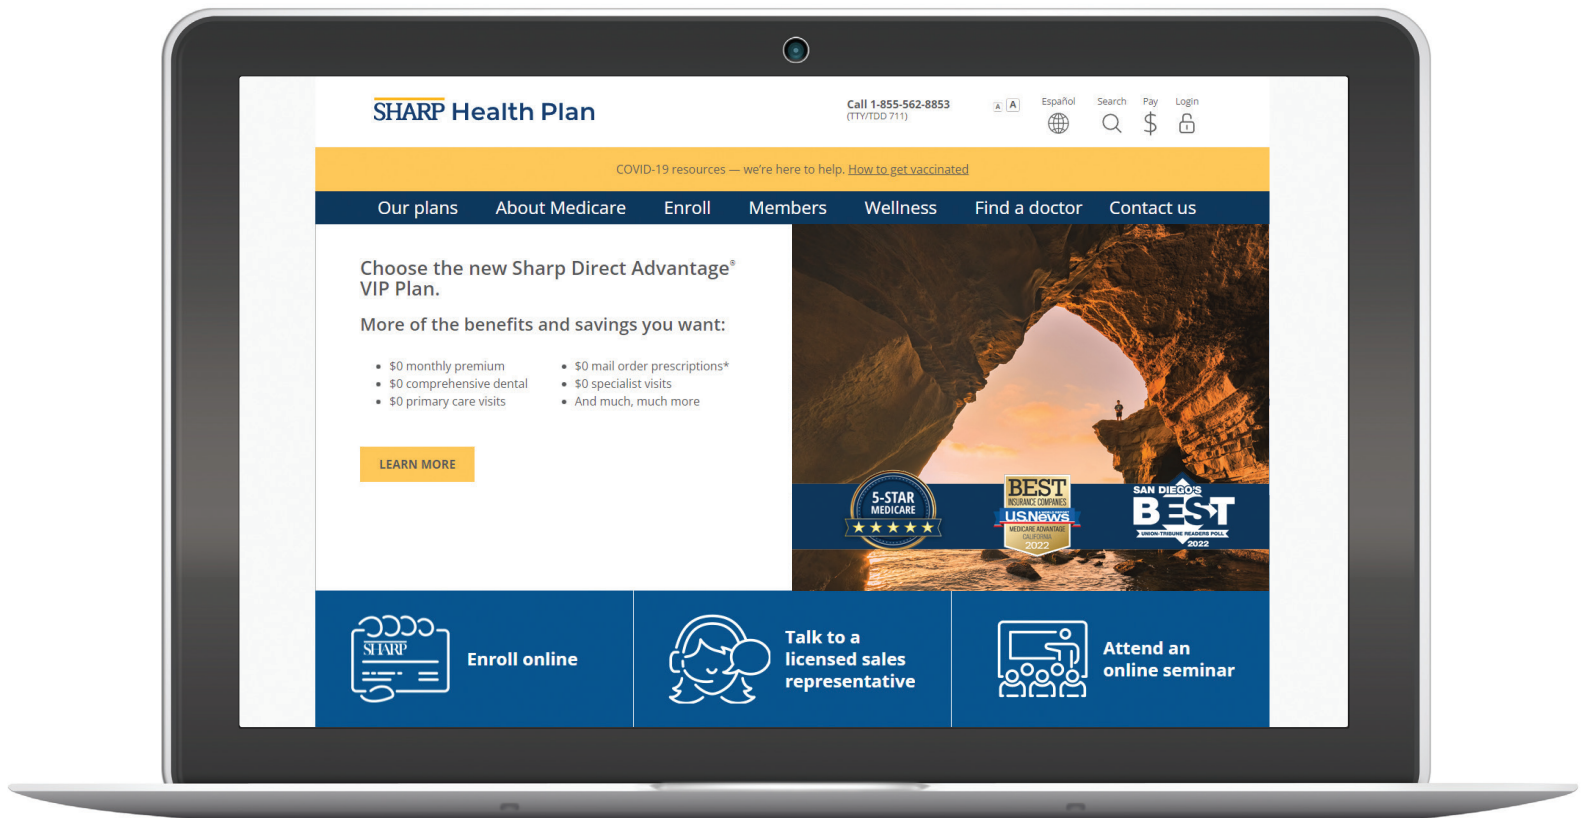 SHARP Health Plan
Call 1-855-562-8853
(TTY/TDD 711)
A A
Español
Search
Pay
$
Login
COVID-19 resources — we're here to help. How to get vaccinated
Our plans About Medicare Enroll Members Wellness Find a doctor Contact us
Choose the new Sharp Direct Advantage®
VIP Plan.
More of the benefits and savings you want:
• $0 monthly premium
• $0 comprehensive dental
• $0 primary care visits
• $0 mail order prescriptions*
• $0 specialist visits
• And much, much more
LEARN MORE
5-STAR
MEDICARE
BEST
INSURANCE COMPANIES
U.S.News
MEDICARE ADVANTAGE
CALIFORNIA
2022
SAN DIEGO'S
BEST
UNION-TRIBUNE READERS POLL
2022
SHARP
Enroll online
Talk to a
licensed sales
representative
Attend an
online seminar